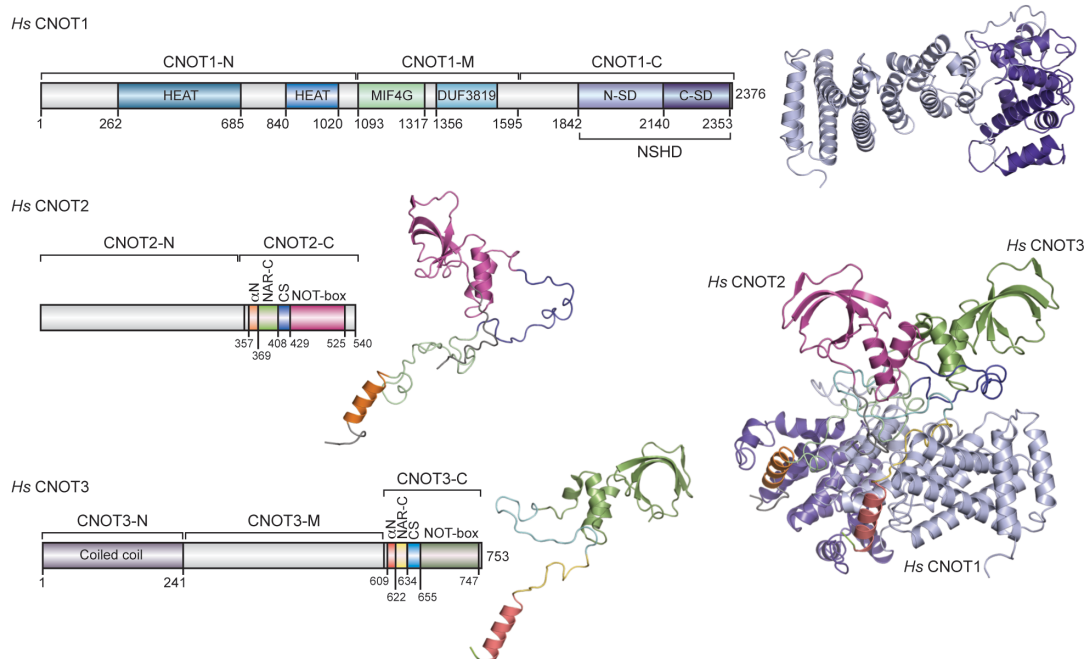 Hs CNOT1
CNOT1-N CNOT1-M CNOT1-C
HEAT HEAT MIF4G DUF3819 N-SD C-SD 2376
1 262 685 840 1020 1093 1317 1356 1595 1842 2140 2353
NSHD
Hs CNOT2
CNOT2-N CNOT2-C
αN NAR-C CS NOT-box
357 369 408 429 525 540
Hs CNOT3
CNOT3-N CNOT3-M CNOT3-C
αN NAR-C CS NOT-box
Coiled coil 753
1 241 609 622 634 655 747
Hs CNOT2
Hs CNOT3
Hs CNOT1